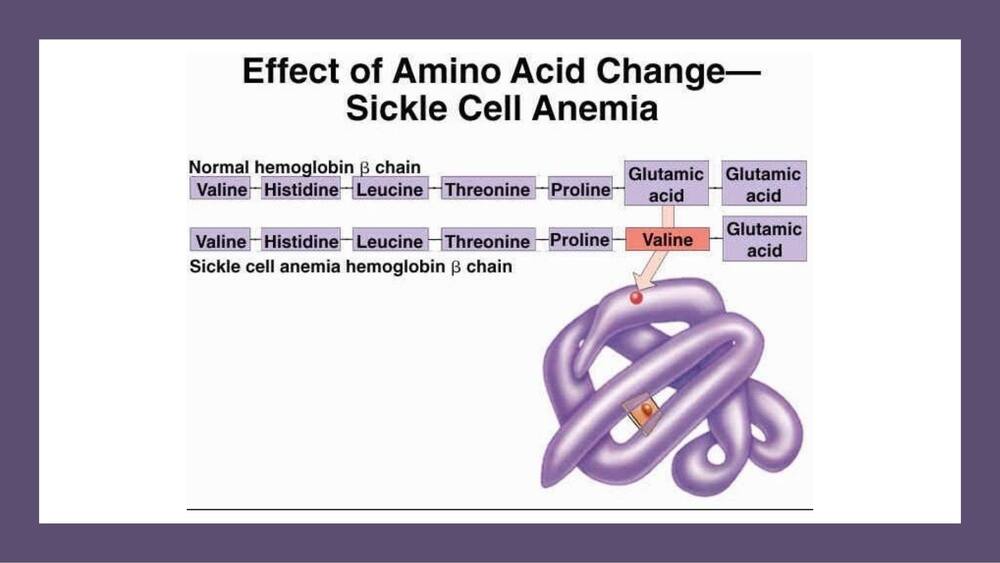 Effect of Amino Acid Change—
Sickle Cell Anemia
Normal hemoglobin β chain
Valine Histidine Leucine Threonine Proline Glutamic acid Glutamic acid
Valine Histidine Leucine Threonine Proline Valine Glutamic acid
Sickle cell anemia hemoglobin β chain